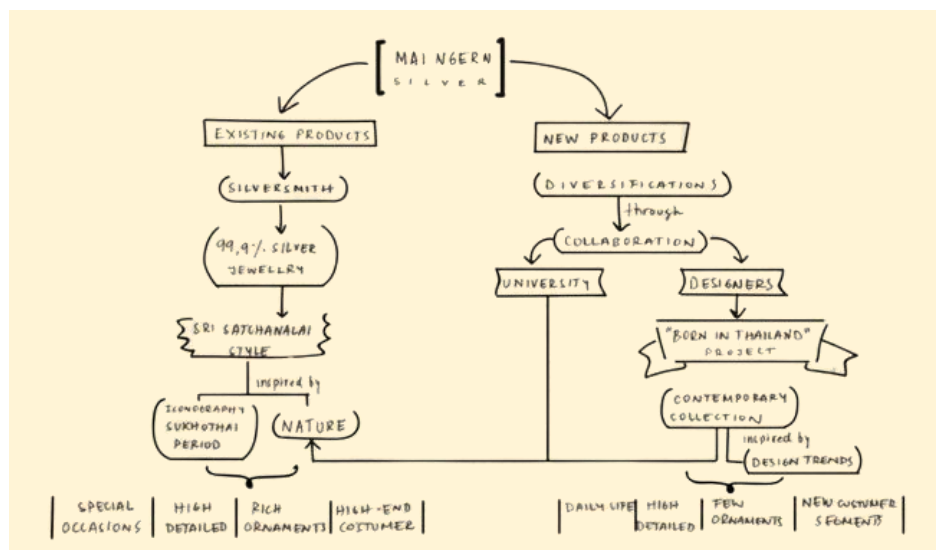 MAI NGERN
SILVER
EXISTING PRODUCTS
SILVERSMITH
99,9% SILVER
JEWELLRY
SRI SATCHANALAI
STYLE
inspired by
ICONOGRAPHY
SUKHOTHAI
PERIOD
NATURE
SPECIAL
OCCASIONS
HIGH
DETAILED
RICH
ORNAMENTS
HIGH-END
COSTUMER
NEW PRODUCTS
DIVERSIFICATIONS
through
COLLABORATION
UNIVERSITY
DESIGNERS
"BORN IN THAILAND"
PROJECT
CONTEMPORARY
COLLECTION
inspired by
DESIGN TRENDS
DAILY LIFE
HIGH
DETAILED
FEW
ORNAMENTS
NEW CUSTUMER
SEGMENTS